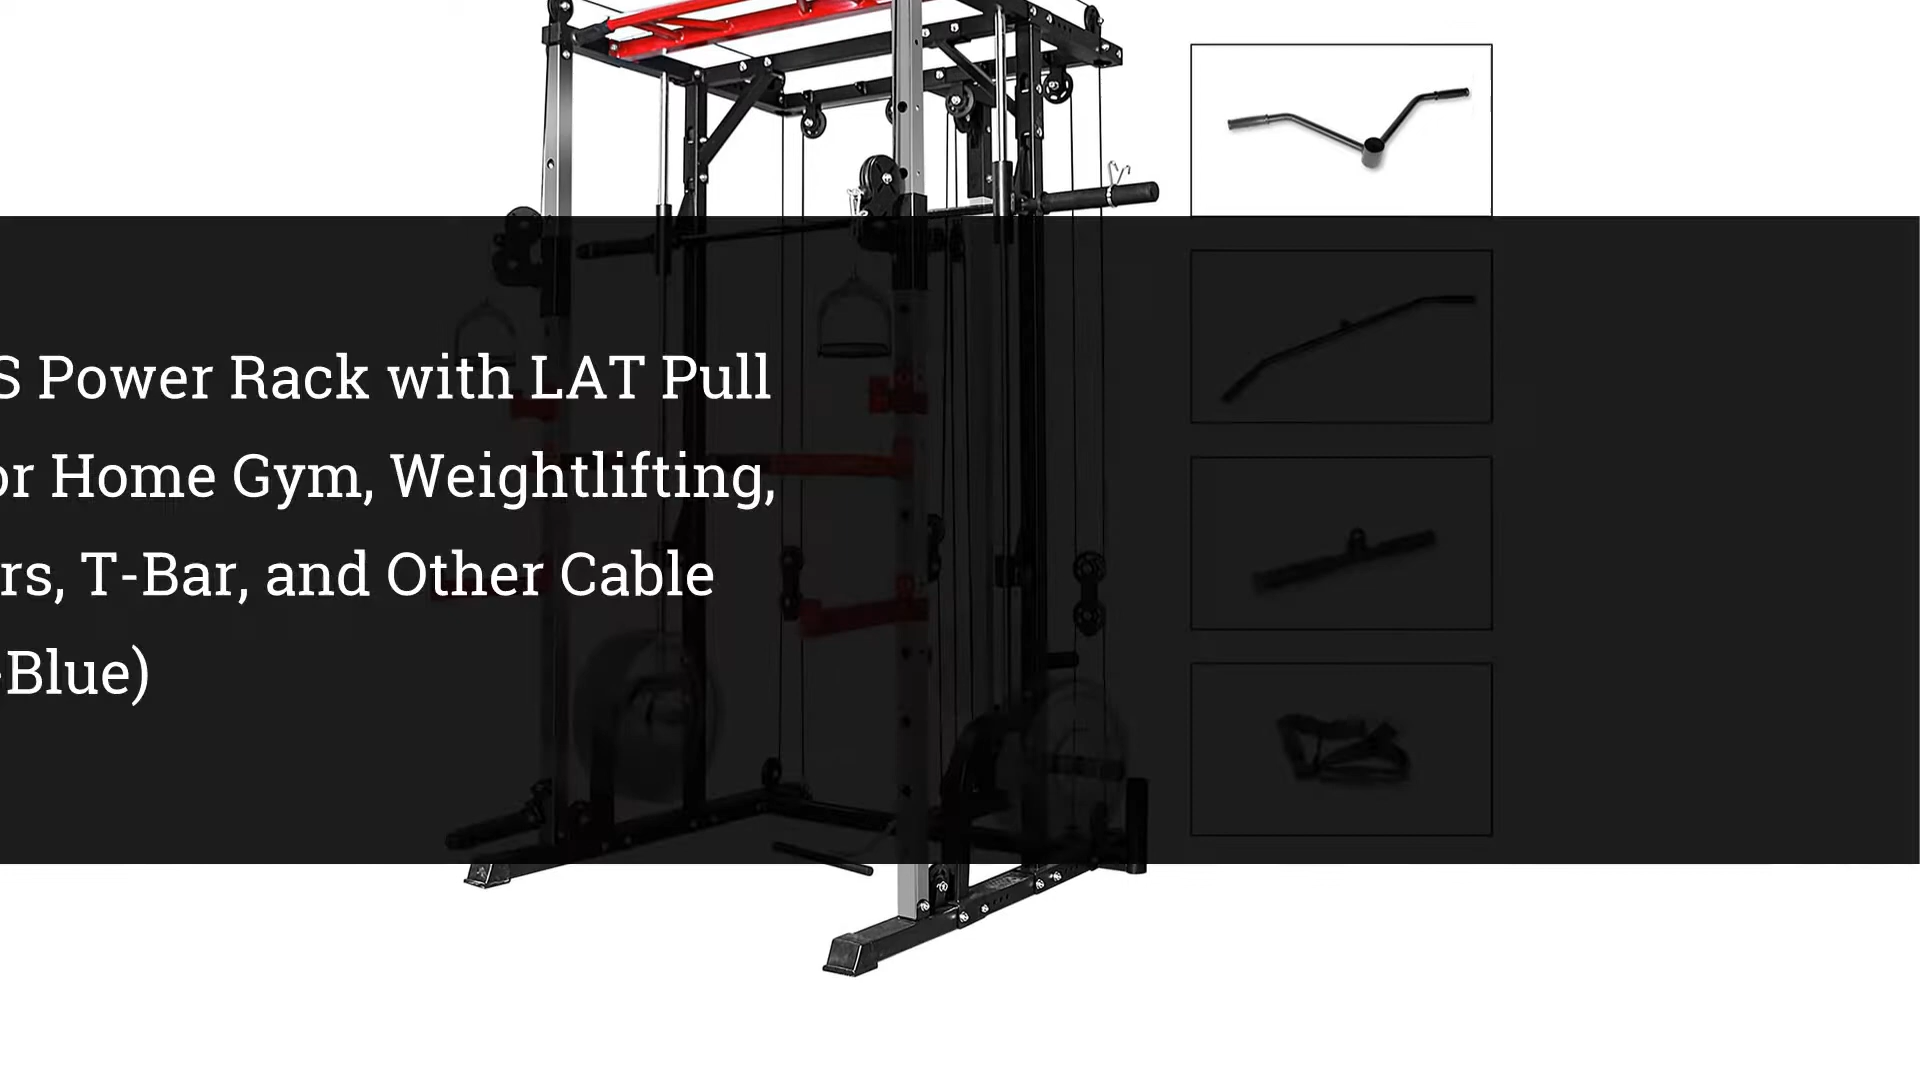 S Power Rack with LAT Pull
or Home Gym, Weightlifting,
rs, T-Bar, and Other Cable
-Blue)